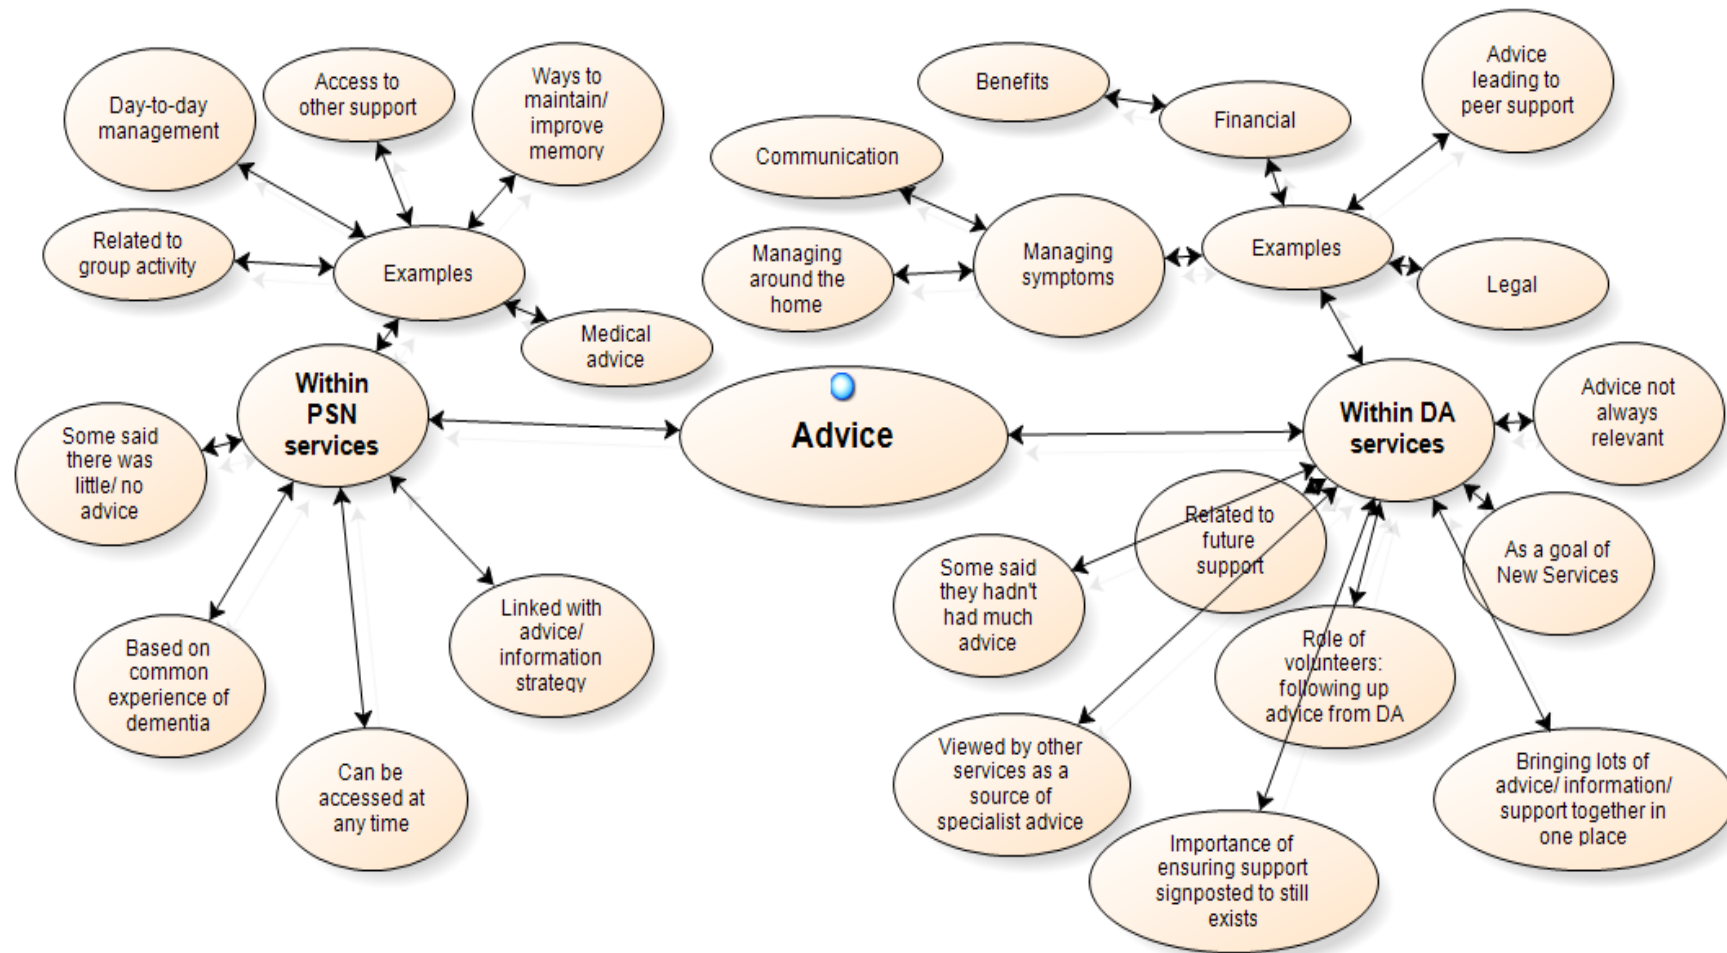 Day-to-day
management
Access to
other support
Ways to
maintain/
improve
memory
Related to
group activity
Examples
Medical
advice
Within
PSN
services
Some said
there was
little/ no
advice
Based on
common
experience of
dementia
Can be
accessed at
any time
Linked with
advice/
information
strategy
Advice
Benefits
Financial
Advice
leading to
peer support
Communication
Managing
around the
home
Managing
symptoms
Examples
Legal
Within DA
services
Advice not
always
relevant
Related to
future
support
As a goal of
New Services
Some said
they hadn't
had much
advice
Role of
volunteers:
following up
advice from DA
Viewed by other
services as a
source of
specialist advice
Importance of
ensuring support
signposted to still
exists
Bringing lots of
advice/ information/
support together in
one place